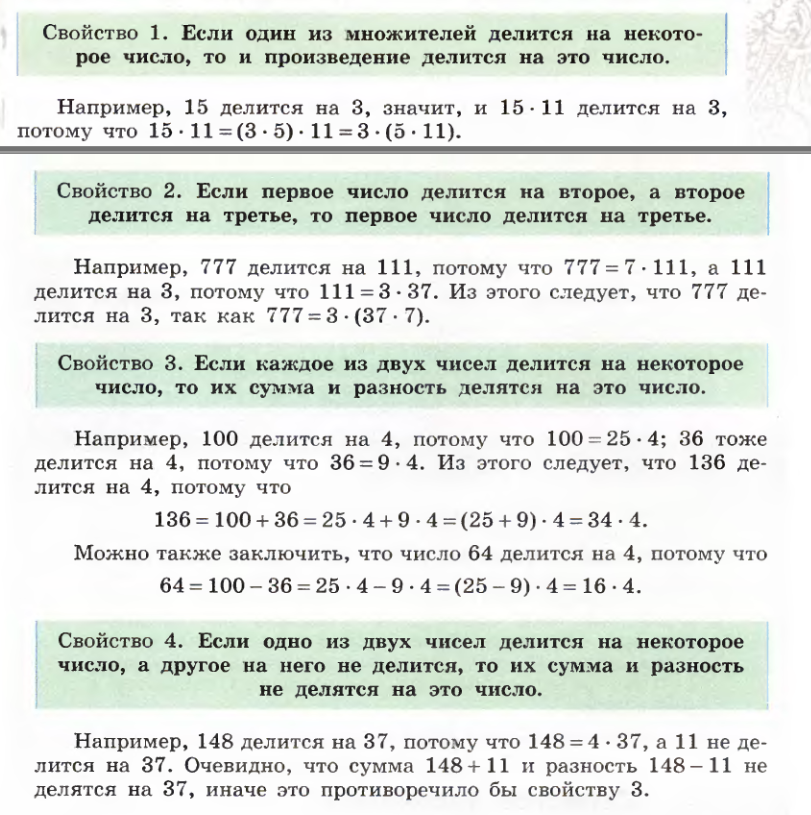 Свойство 1. Если один из множителей делится на некото-
рое число, то и произведение делится на это число.
Например, 15 делится на 3, значит, и 15 · 11 делится на 3,
потому что 15 · 11 = (3 · 5) · 11 = 3 · (5 · 11).
Свойство 2. Если первое число делится на второе, а второе
делится на третье, то первое число делится на третье.
Например, 777 делится на 111, потому что 777 = 7 · 111, а 111
делится на 3, потому что 111 = 3 · 37. Из этого следует, что 777 де-
лится на 3, так как 777 = 3 · (37 · 7).
Свойство 3. Если каждое из двух чисел делится на некоторое
число, то их сумма и разность делятся на это число.
Например, 100 делится на 4, потому что 100 = 25 · 4; 36 тоже
делится на 4, потому что 36 = 9 · 4. Из этого следует, что 136 де-
лится на 4, потому что
136 = 100 + 36 = 25 · 4 + 9 · 4 = (25 + 9) · 4 = 34 · 4.
Можно также заключить, что число 64 делится на 4, потому что
64 = 100 − 36 = 25 · 4 − 9 · 4 = (25 − 9) · 4 = 16 · 4.
Свойство 4. Если одно из двух чисел делится на некоторое
число, а другое на него не делится, то их сумма и разность
не делятся на это число.
Например, 148 делится на 37, потому что 148 = 4 · 37, а 11 не де-
лится на 37. Очевидно, что сумма 148 + 11 и разность 148 − 11 не
делятся на 37, иначе это противоречило бы свойству 3.